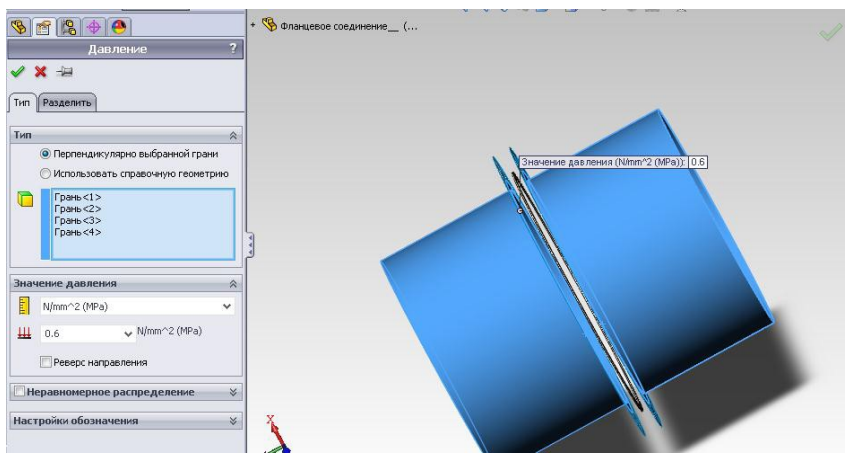 + Фланцевое соединение__ (...
Давление ?
Тип Разделить
Тип
Перпендикулярно выбранной грани
Использовать справочную геометрию
Грань<1>
Грань<2>
Грань<3>
Грань<4>
Значение давления
N/mm^2 (MPa)
0.6 N/mm^2 (MPa)
Реверс направления
Неравномерное распределение
Настройки обозначения
Значение давления (N/mm^2 (MPa)): 0.6
X